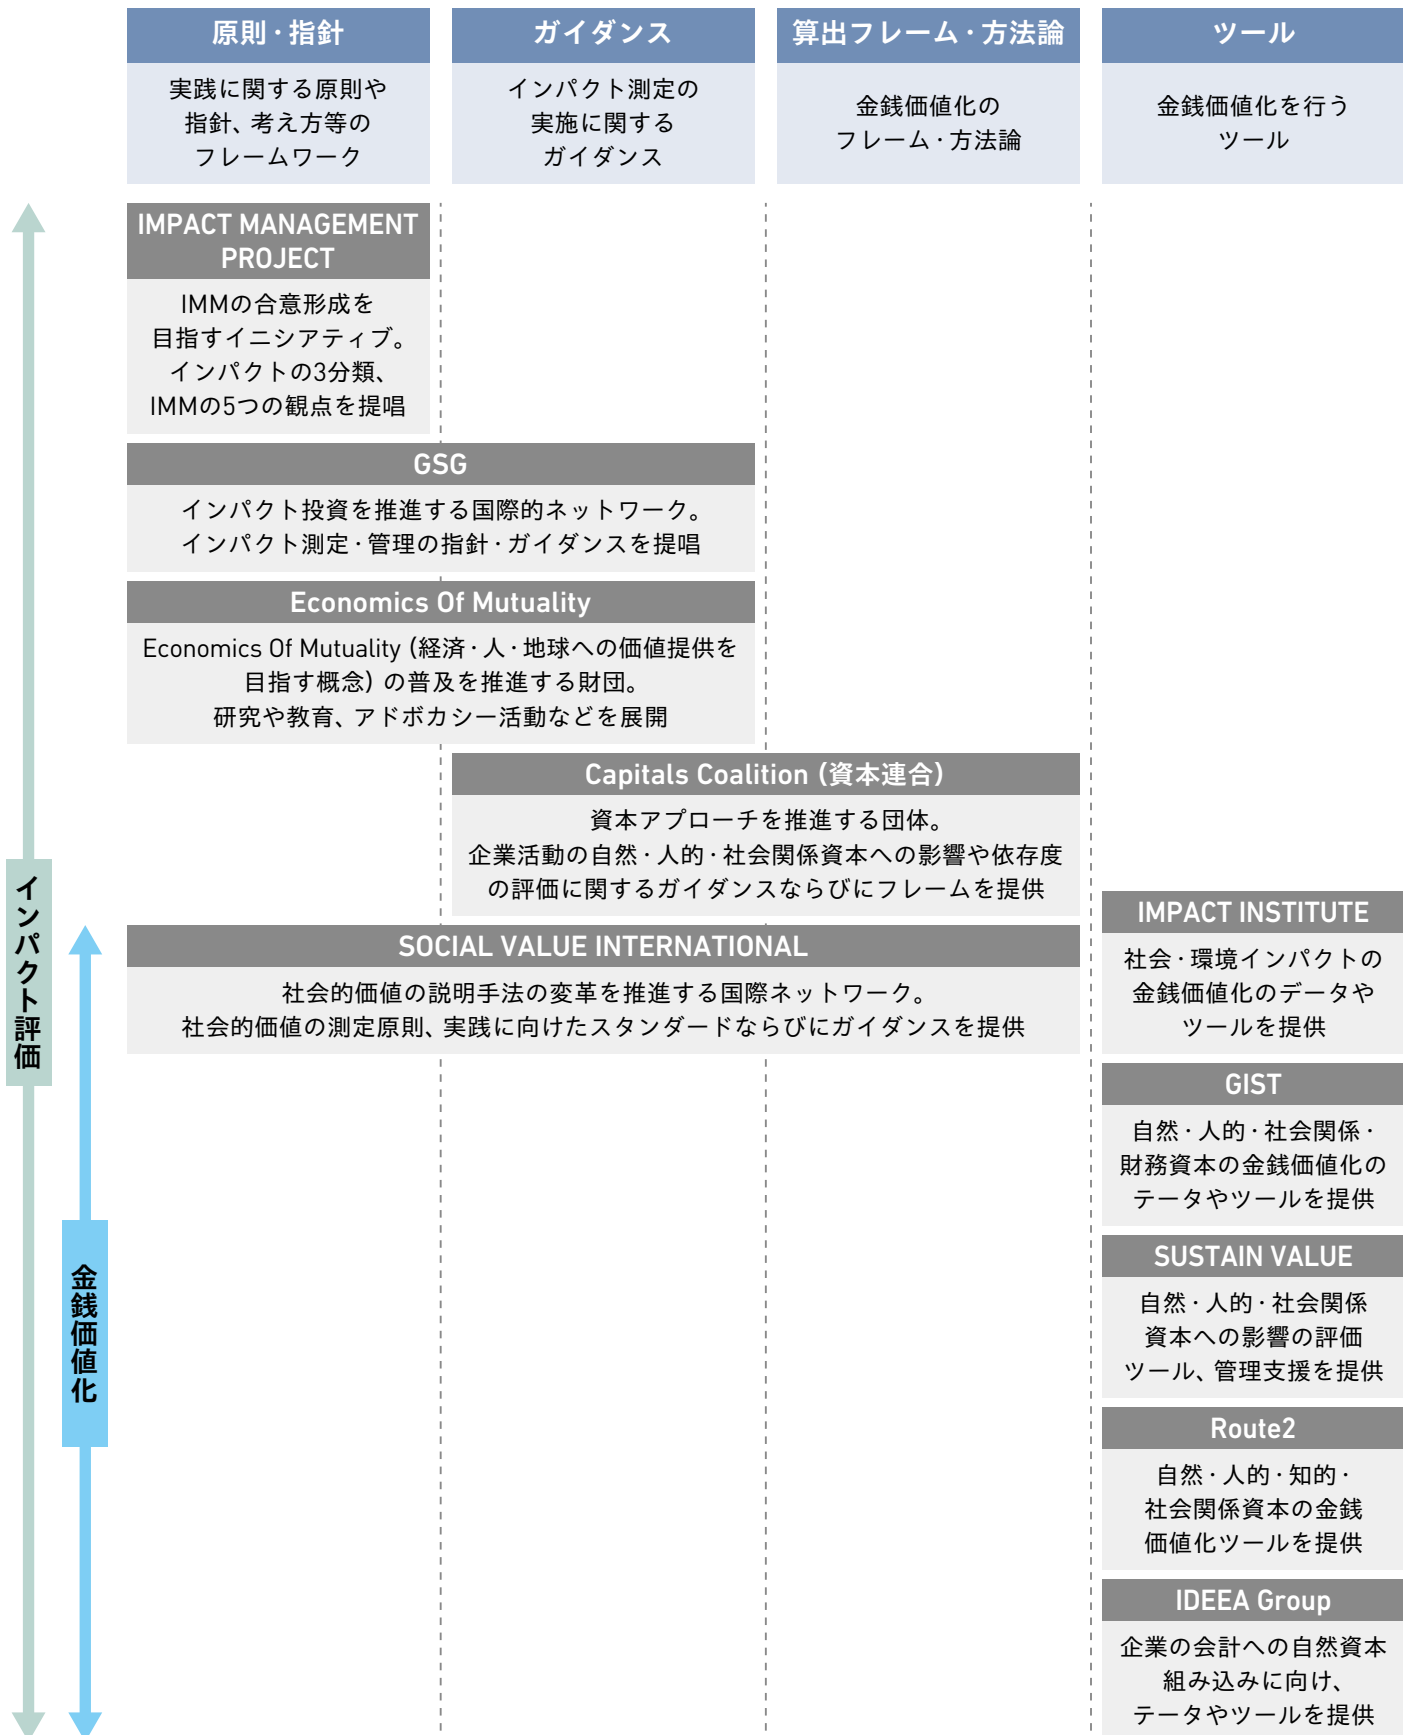 原則・指針
実践に関する原則や
指針、考え方等の
フレームワーク
ガイダンス
インパクト測定の
実施に関する
ガイダンス
算出フレーム・方法論
金銭価値化の
フレーム・方法論
ツール
金銭価値化を行う
ツール
インパクト評価
金銭価値化
IMPACT MANAGEMENT
PROJECT
IMMの合意形成を
目指すイニシアティブ。
インパクトの3分類、
IMMの5つの観点を提唱
GSG
インパクト投資を推進する国際的ネットワーク。
インパクト測定・管理の指針・ガイダンスを提唱
Economics Of Mutuality
Economics Of Mutuality (経済・人・地球への価値提供を
目指す概念) の普及を推進する財団。
研究や教育、アドボカシー活動などを展開
Capitals Coalition (資本連合)
資本アプローチを推進する団体。
企業活動の自然・人的・社会関係資本への影響や依存度
の評価に関するガイダンスならびにフレームを提供
SOCIAL VALUE INTERNATIONAL
社会的価値の説明手法の変革を推進する国際ネットワーク。
社会的価値の測定原則、実践に向けたスタンダードならびにガイダンスを提供
IMPACT INSTITUTE
社会・環境インパクトの
金銭価値化のデータや
ツールを提供
GIST
自然・人的・社会関係・
財務資本の金銭価値化の
テータやツールを提供
SUSTAIN VALUE
自然・人的・社会関係
資本への影響の評価
ツール、管理支援を提供
Route2
自然・人的・知的・
社会関係資本の金銭
価値化ツールを提供
IDEEA Group
企業の会計への自然資本
組み込みに向け、
テータやツールを提供